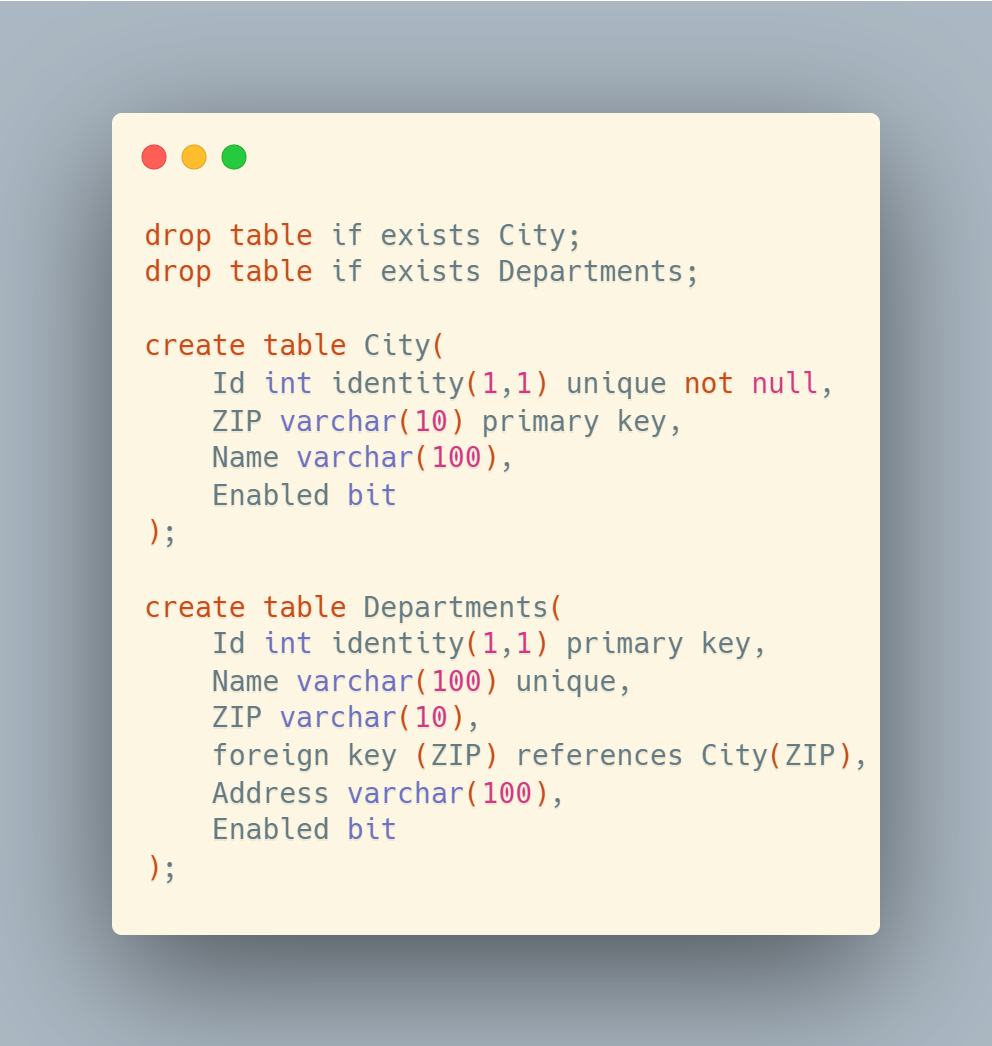 drop table if exists City;
drop table if exists Departments;

create table City(
    Id int identity(1,1) unique not null,
    ZIP varchar(10) primary key,
    Name varchar(100),
    Enabled bit
);

create table Departments(
    Id int identity(1,1) primary key,
    Name varchar(100) unique,
    ZIP varchar(10),
    foreign key (ZIP) references City(ZIP),
    Address varchar(100),
    Enabled bit
);